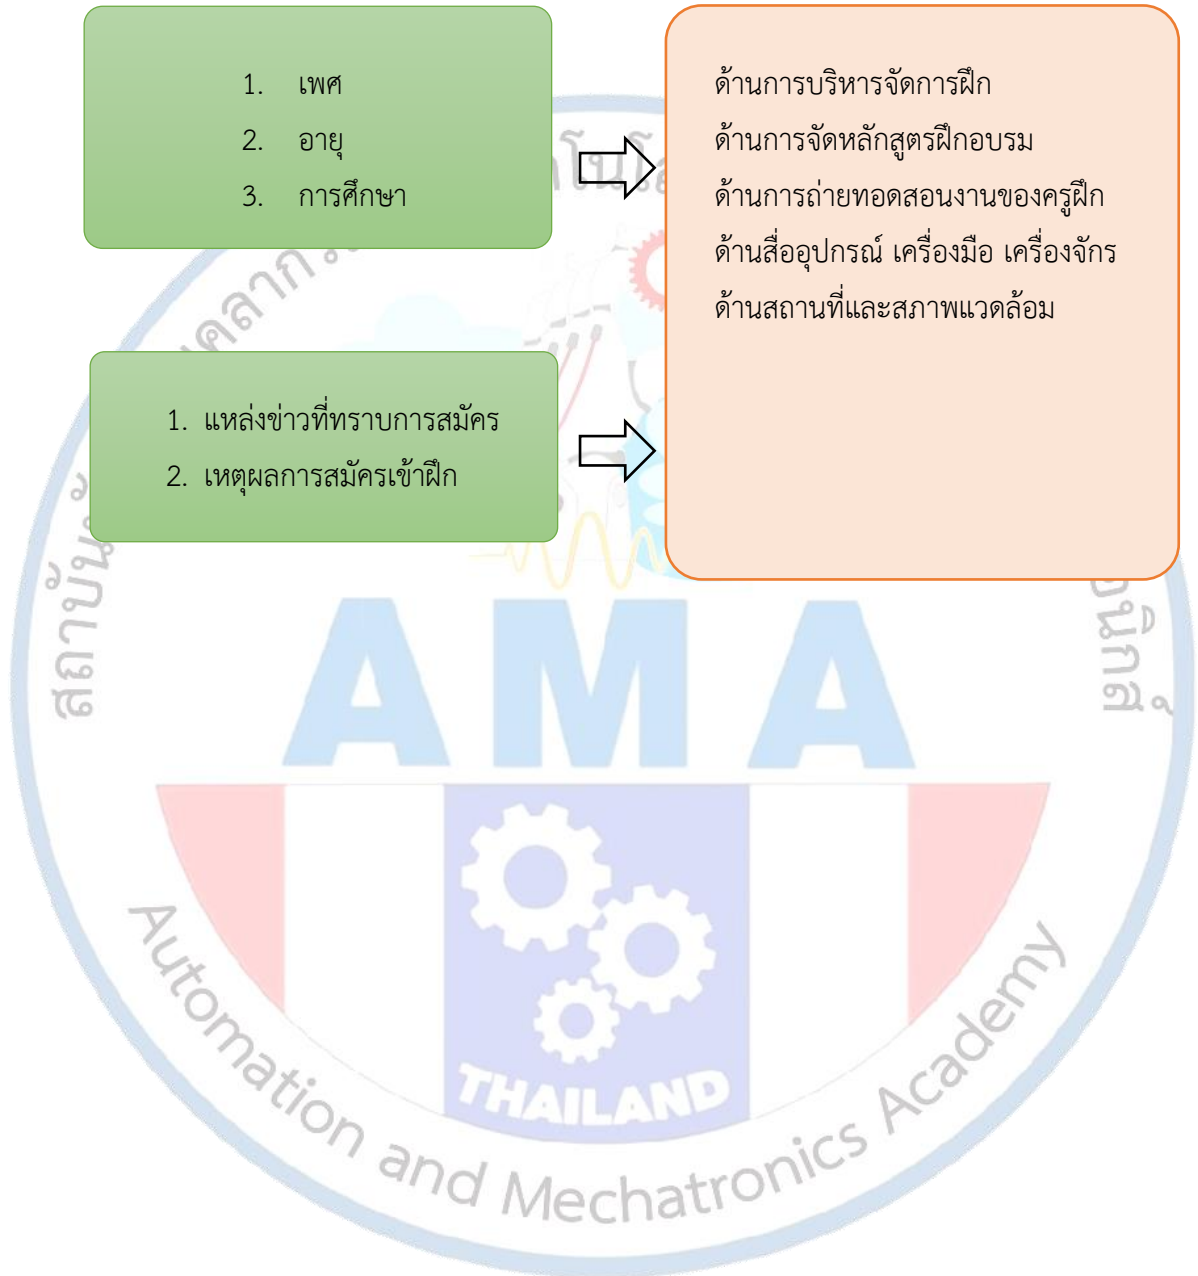 1. เพศ
2. อายุ
3. การศึกษา
ด้านการบริหารจัดการฝึก
ด้านการจัดหลักสูตรฝึกอบรม
ด้านการถ่ายทอดสอนงานของครูฝึก
ด้านสื่ออุปกรณ์ เครื่องมือ เครื่องจักร
ด้านสถานที่และสภาพแวดล้อม
1. แหล่งข่าวที่ทราบการสมัคร
2. เหตุผลการสมัครเข้าฝึก
AMA
THAILAND
Automation and Mechatronics Academy